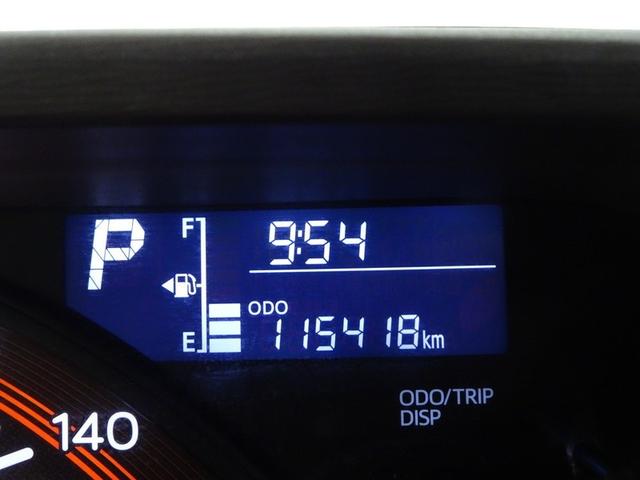 P
F
9:54
ODO
E
115418km
ODO/TRIP
DISP
140